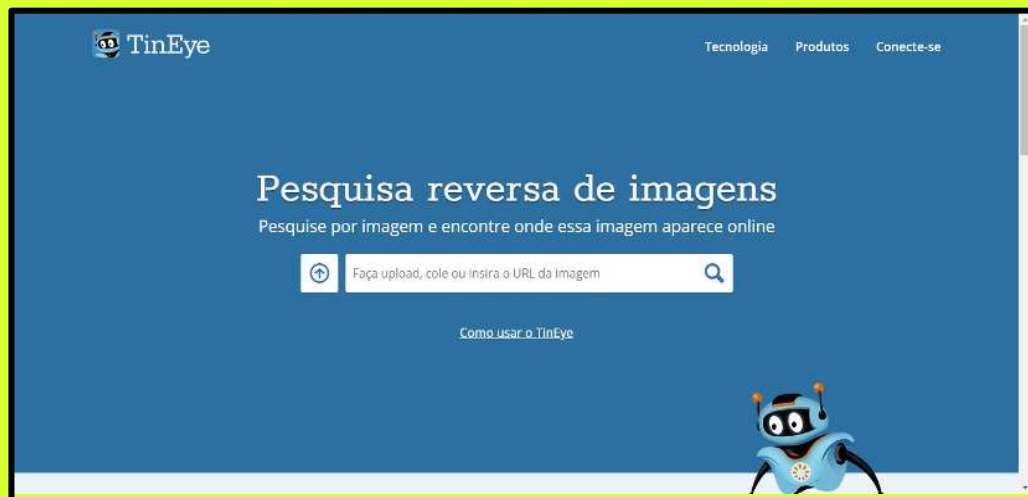 TinEye
Tecnologia Produtos Conecte-se
Pesquisa reversa de imagens
Pesquise por imagem e encontre onde essa imagem aparece online
Faça upload, cole ou insira o URL da imagem
Como usar o TinEye